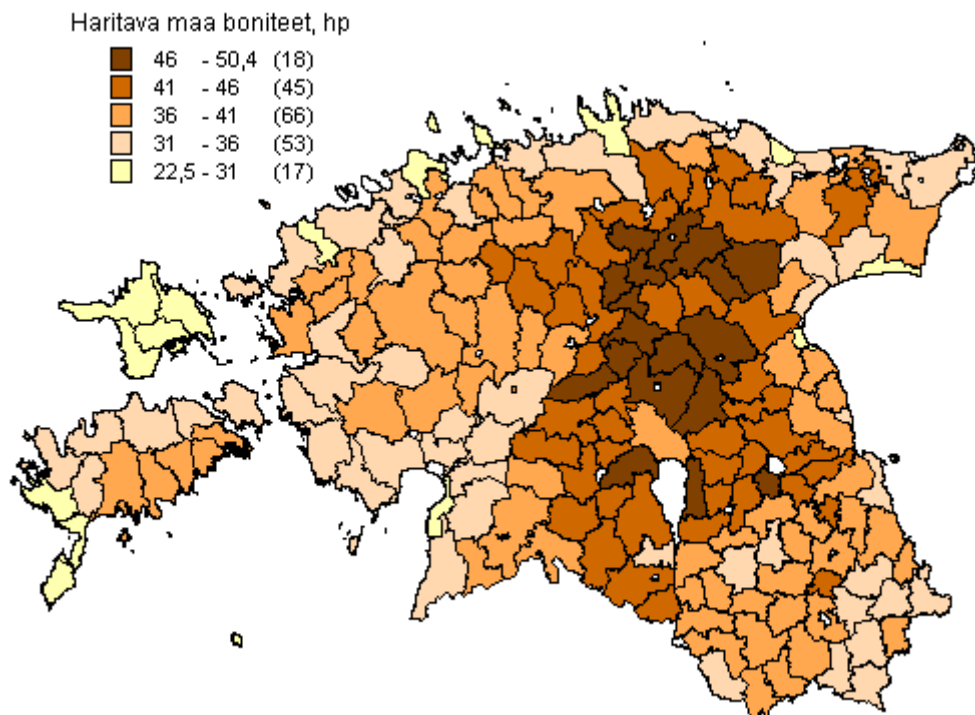 Haritava maa boniteet, hp
46 - 50,4 (18)
41 - 46 (45)
36 - 41 (66)
31 - 36 (53)
22,5 - 31 (17)